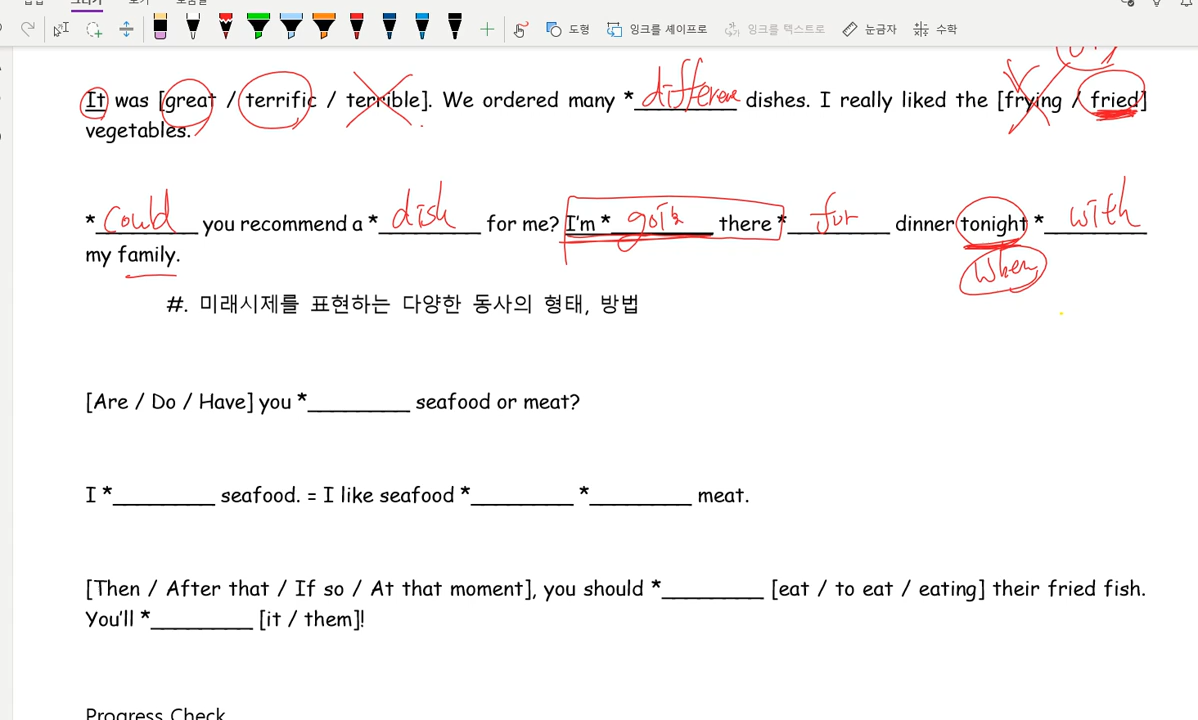 도형 잉크를 셰이프로 잉크를 텍스트로 눈금자 수학
It was [great / terrific / terrible]. We ordered many * different dishes. I really liked the [frying / fried]
vegetables.
* Could you recommend a * dish for me? I'm * going there * for dinner tonight * with
my family.
when
#. 미래시제를 표현하는 다양한 동사의 형태, 방법
[Are / Do / Have] you *________ seafood or meat?
I *________ seafood. = I like seafood *________ *________ meat.
[Then / After that / If so / At that moment], you should *________ [eat / to eat / eating] their fried fish.
You'll *________ [it / them]!
Progress Check